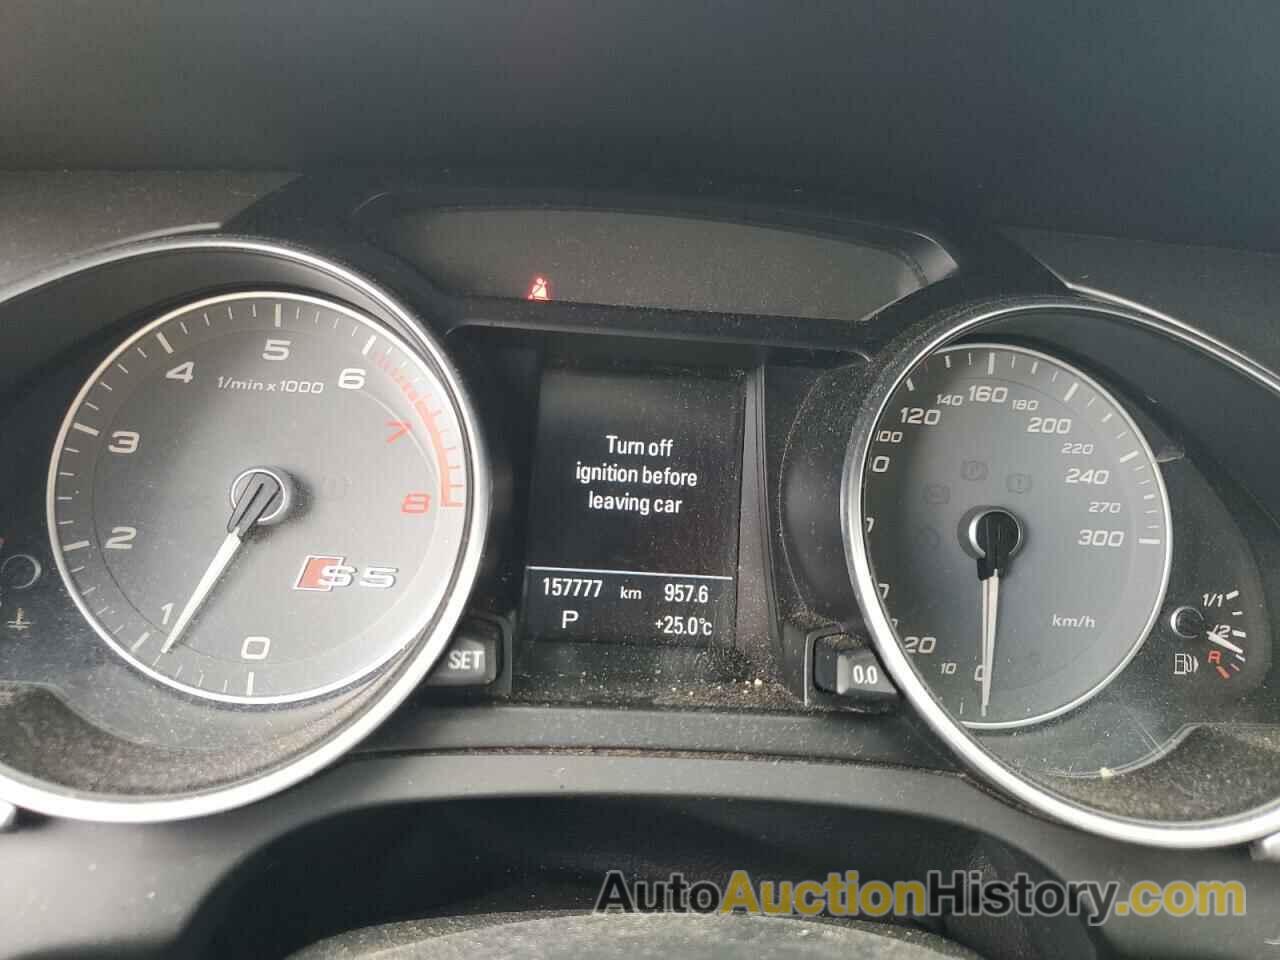 5
4
6
1/min x 1000
3
7
8
2
S5
1
0
Turn off
ignition before
leaving car
157777 km 957.6
P +25.0°c
SET
0.0
140 160 180
120 200
100 220
240
270
300
km/h
20
10
0
1/1
1/2
R
AutoAuctionHistory.com